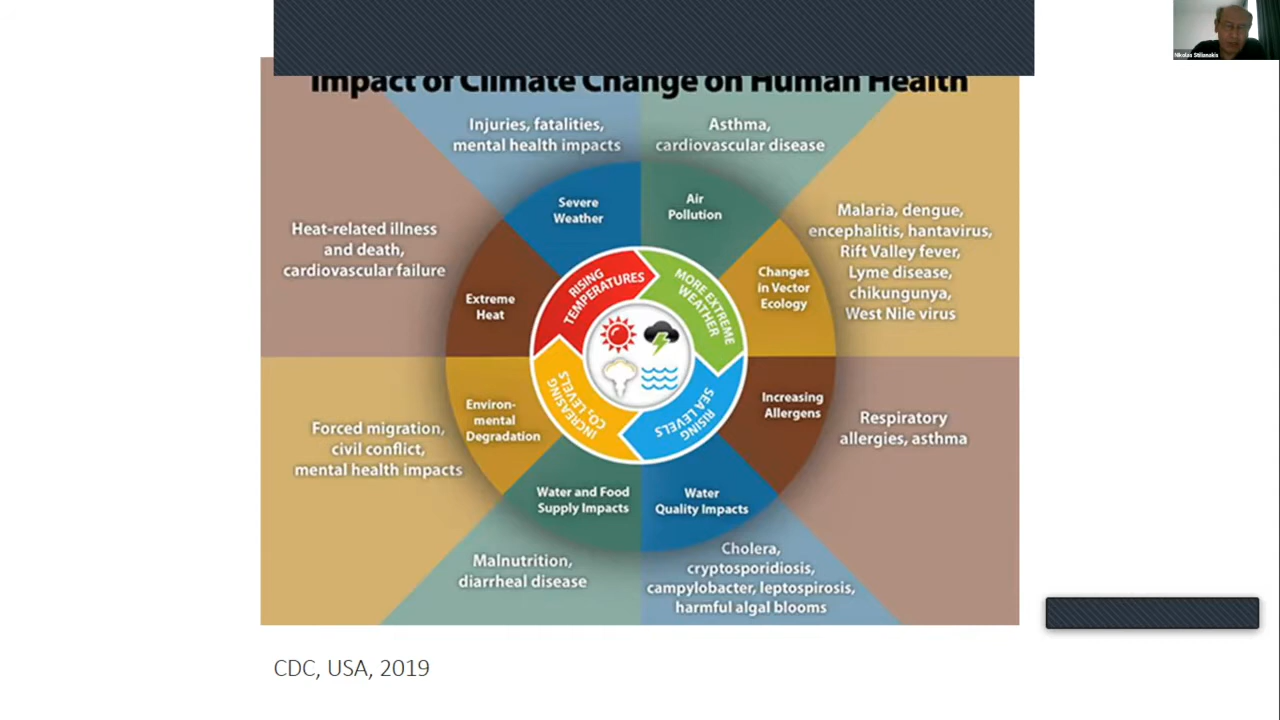 Nikolas Stilianakis
Impact of Climate Change on Human Health
Injuries, fatalities,
mental health impacts
Asthma,
cardiovascular disease
Severe
Weather
Air
Pollution
Heat-related illness
and death,
cardiovascular failure
Malaria, dengue,
encephalitis, hantavirus,
Rift Valley fever,
Lyme disease,
chikungunya,
West Nile virus
Extreme
Heat
RISING
TEMPERATURES
MORE EXTREME
WEATHER
Changes
in Vector
Ecology
Forced migration,
civil conflict,
mental health impacts
Environ-
mental
Degradation
INCREASING
CO2 LEVELS
RISING
SEA LEVELS
Increasing
Allergens
Respiratory
allergies, asthma
Water and Food
Supply Impacts
Water
Quality Impacts
Malnutrition,
diarrheal disease
Cholera,
cryptosporidiosis,
campylobacter, leptospirosis,
harmful algal blooms
CDC, USA, 2019